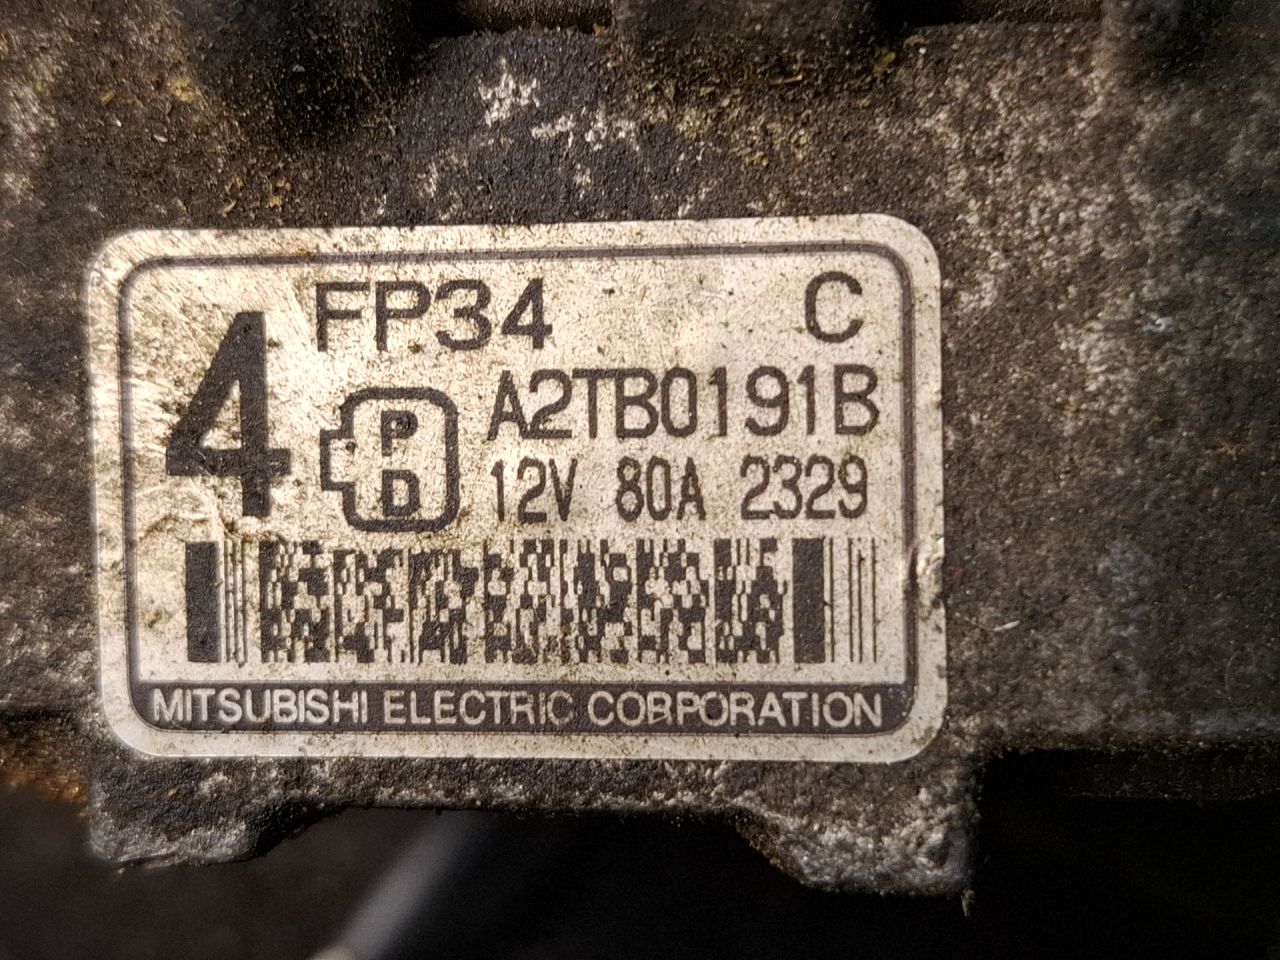 FP34 C
4
A2TB0191B
P
D
12V 80A 2329
MITSUBISHI ELECTRIC CORPORATION